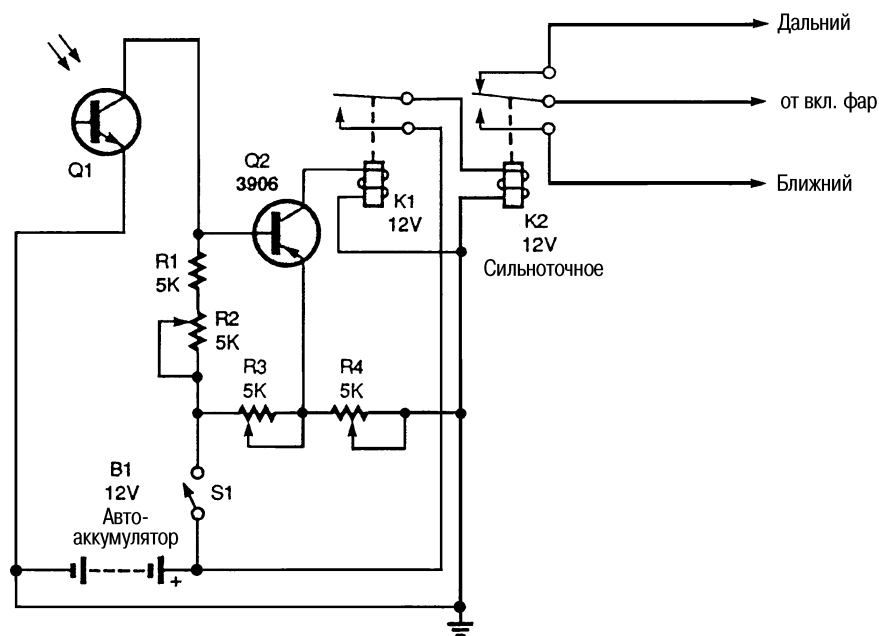 Дальний
от вкл. фар
Ближний
Q1
Q2
3906
K1
12V
K2
12V
Сильноточное
R1
5K
R2
5K
R3
5K
R4
5K
B1
12V
Авто-
аккумулятор
S1
+